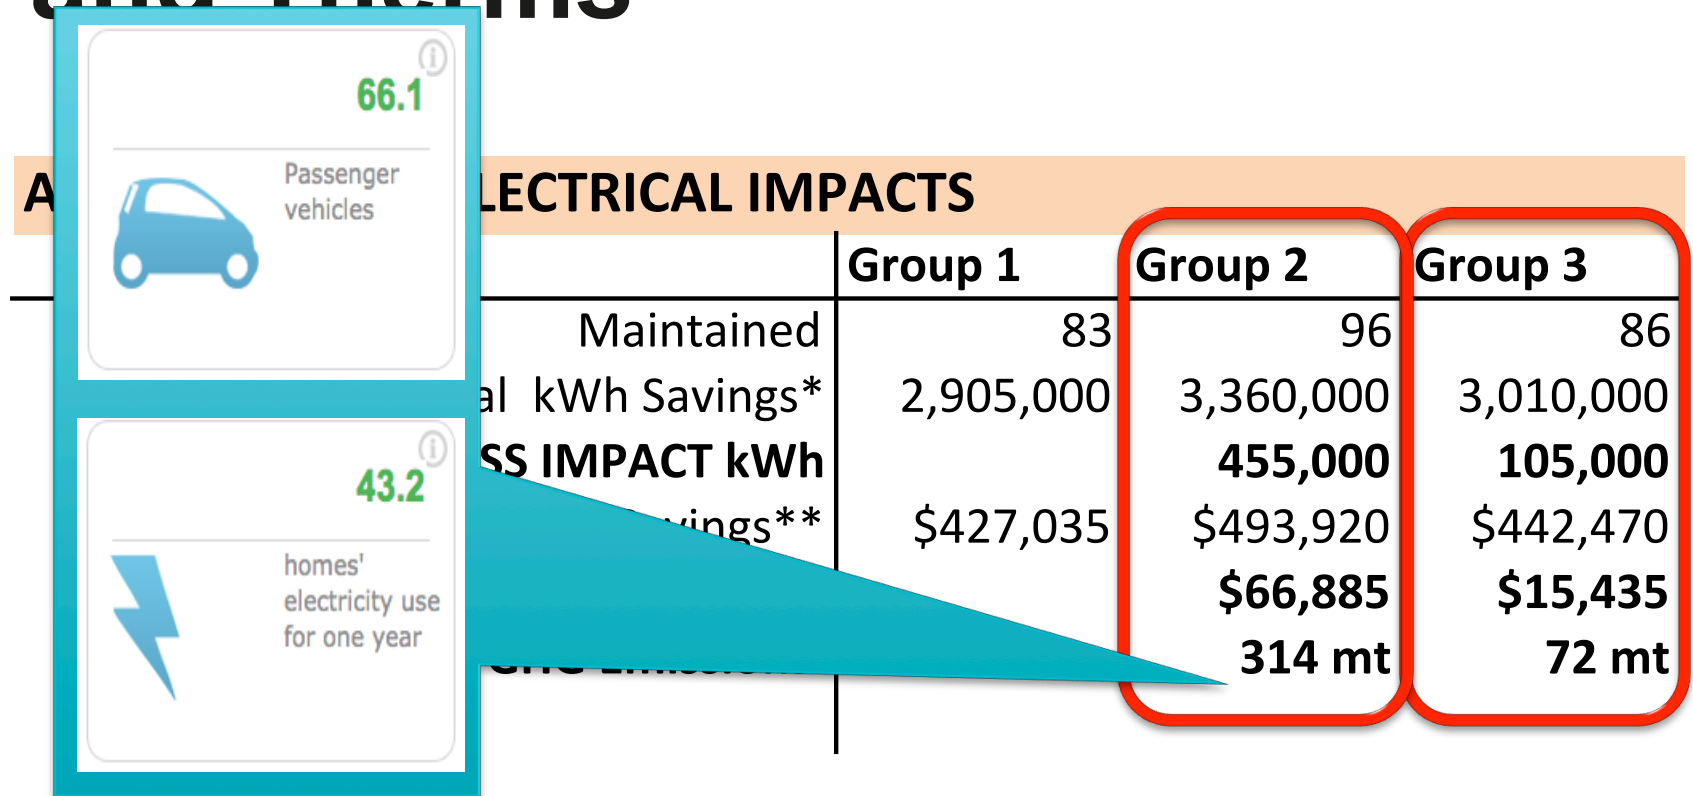 and Therms
66.1
Passenger
vehicles
LECTRICAL IMPACTS
Group 1 Group 2 Group 3
Maintained 83 96 86
kWh Savings* 2,905,000 3,360,000 3,010,000
IMPACT kWh 455,000 105,000
43.2
$427,035 $493,920 $442,470
homes'
electricity use
for one year
$66,885 $15,435
314 mt 72 mt